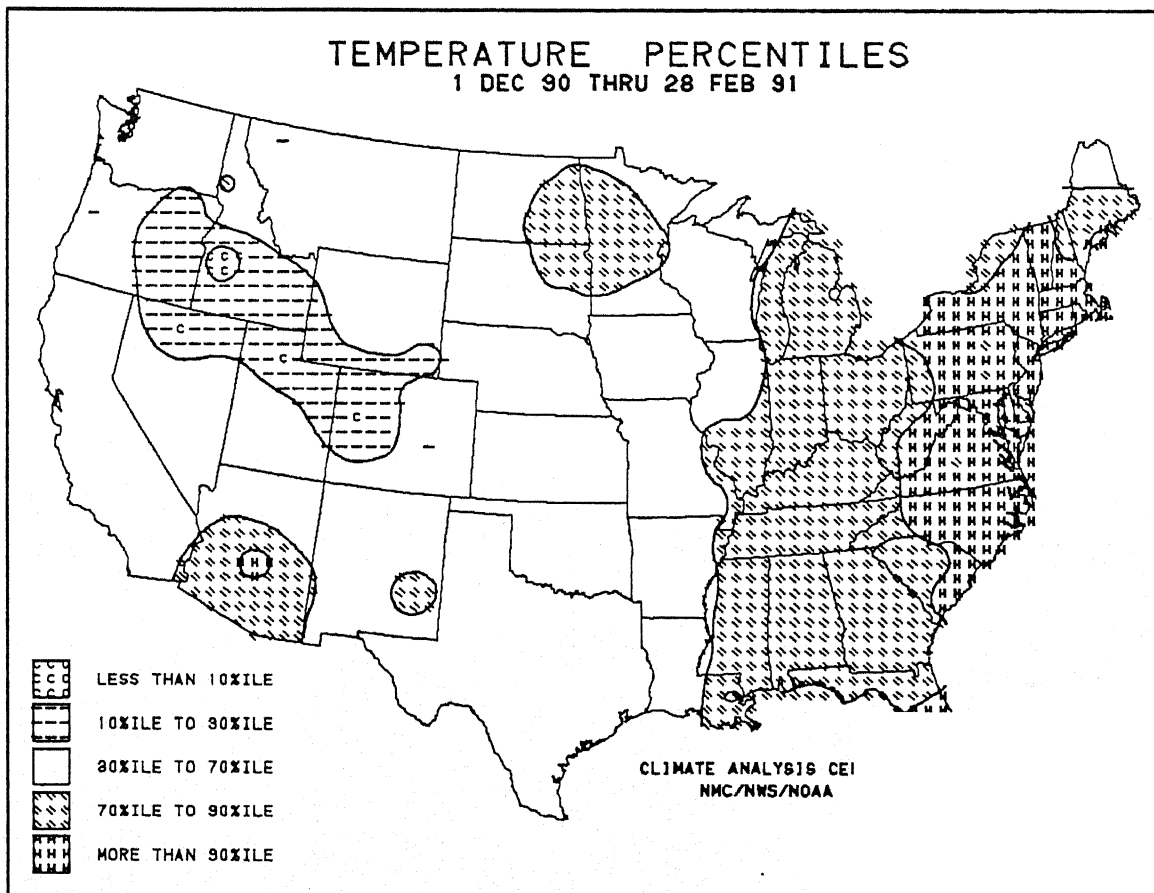 TEMPERATURE PERCENTILES
1 DEC 90 THRU 28 FEB 91
C
C C
C
C
C
H
C LESS THAN 10%ILE
10%ILE TO 30%ILE
30%ILE TO 70%ILE
70%ILE TO 90%ILE
H MORE THAN 90%ILE
CLIMATE ANALYSIS CEI
NMC/NWS/NOAA